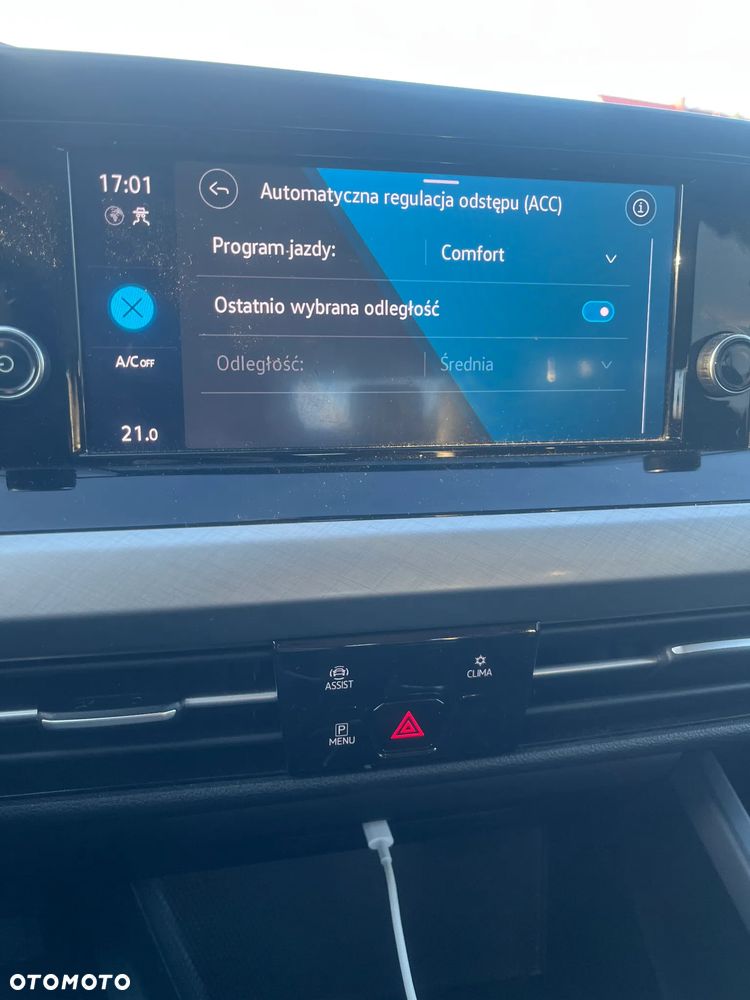 17:01
Automatyczna regulacja odstępu (ACC)
Program jazdy: Comfort
Ostatnio wybrana odległość
A/C OFF
Odległość: Średnia
21.0
ASSIST
CLIMA
P
MENU
OTOMOTO